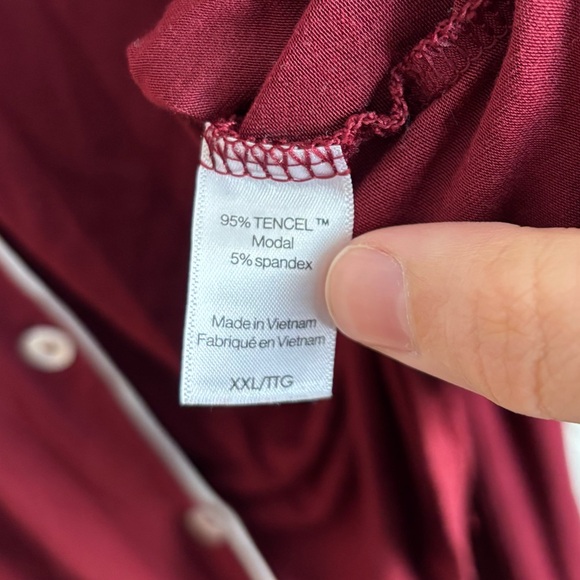 95% TENCEL™
Modal
5% spandex
Made in Vietnam
Fabriqué en Vietnam
XXL/TTG